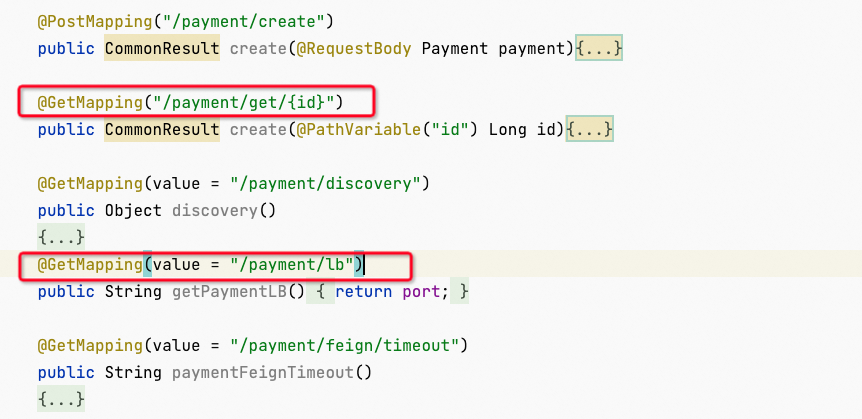 @PostMapping("/payment/create")
public CommonResult create(@RequestBody Payment payment){...}
@GetMapping("/payment/get/{id}")
public CommonResult create(@PathVariable("id") Long id){...}
@GetMapping(value = "/payment/discovery")
public Object discovery()
{...}
@GetMapping(value = "/payment/lb")
public String getPaymentLB() { return port; }
@GetMapping(value = "/payment/feign/timeout")
public String paymentFeignTimeout()
{...}